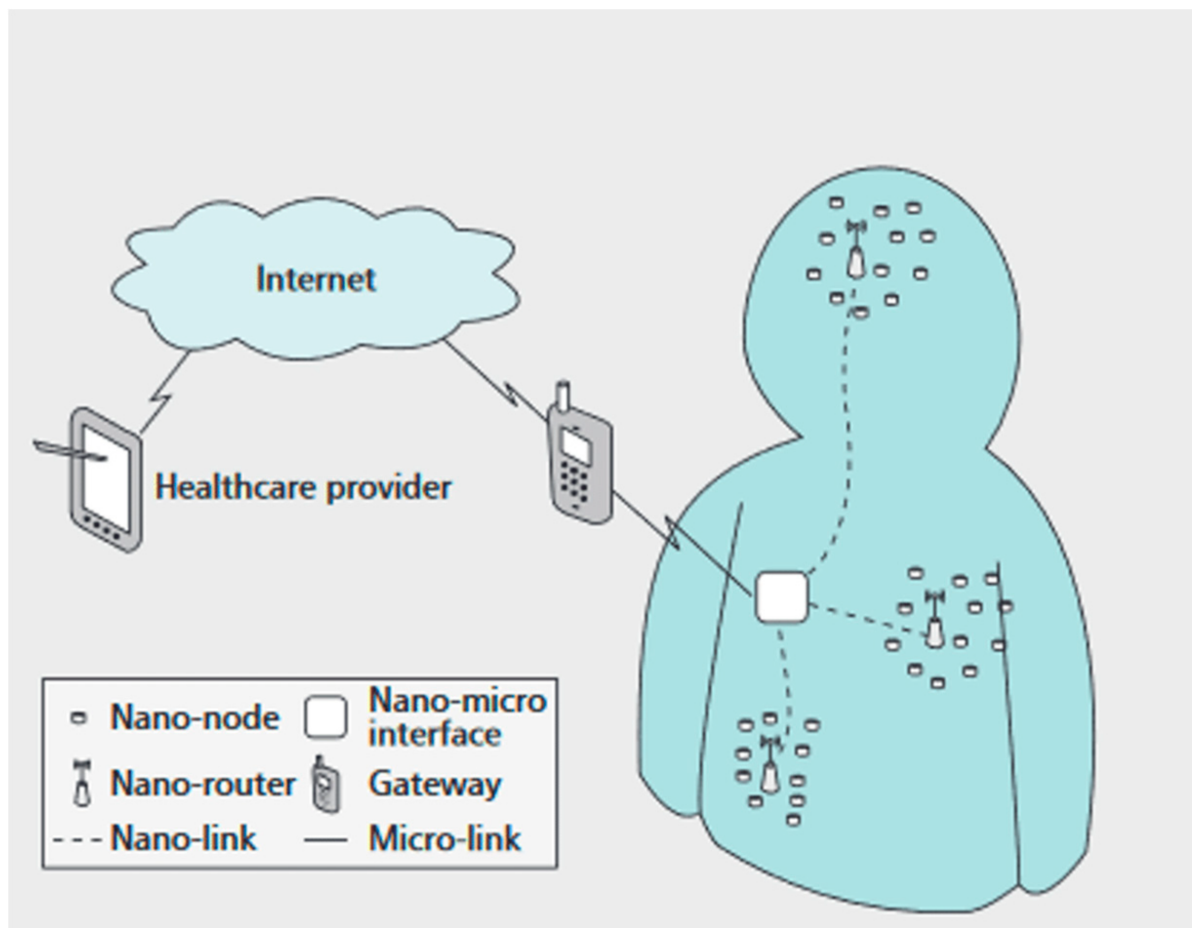 Internet
Healthcare provider
Nano-node
Nano-micro
interface
Nano-router
Gateway
Nano-link
Micro-link